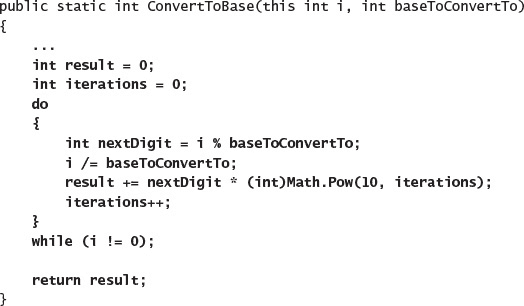 public static int ConvertToBase(this int i, int baseToConvertTo)
{
    ...
    int result = 0;
    int iterations = 0;
    do
    {
        int nextDigit = i % baseToConvertTo;
        i /= baseToConvertTo;
        result += nextDigit * (int)Math.Pow(10, iterations);
        iterations++;
    }
    while (i != 0);

    return result;
}